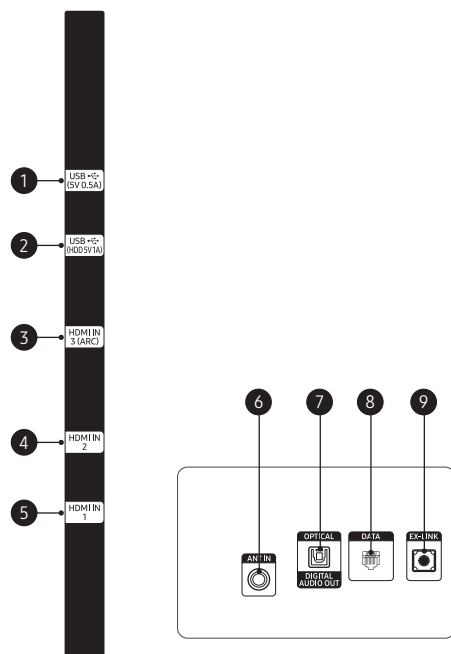 1
USB
(5V 0.5A)
2
USB
(HDD 5V 1A)
3
HDMI IN
3 (ARC)
4
HDMI IN
2
5
HDMI IN
1
6
7
8
9
ANT IN
OPTICAL
DIGITAL
AUDIO OUT
DATA
EX-LINK